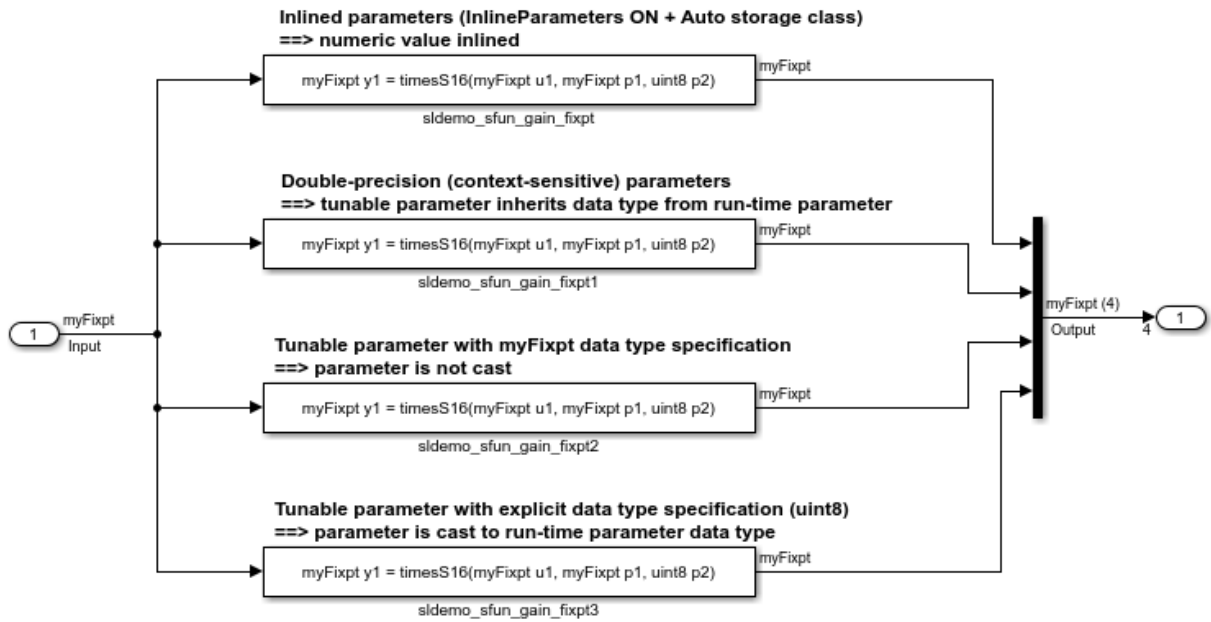 Inlined parameters (InlineParameters ON + Auto storage class)
==> numeric value inlined
myFixpt y1 = timesS16(myFixpt u1, myFixpt p1, uint8 p2)
myFixpt
sldemo_sfun_gain_fixpt
Double-precision (context-sensitive) parameters
==> tunable parameter inherits data type from run-time parameter
myFixpt y1 = timesS16(myFixpt u1, myFixpt p1, uint8 p2)
myFixpt
sldemo_sfun_gain_fixpt1
1
myFixpt
Input
Tunable parameter with myFixpt data type specification
==> parameter is not cast
myFixpt y1 = timesS16(myFixpt u1, myFixpt p1, uint8 p2)
myFixpt
sldemo_sfun_gain_fixpt2
myFixpt (4)
Output
4
1
Tunable parameter with explicit data type specification (uint8)
==> parameter is cast to run-time parameter data type
myFixpt y1 = timesS16(myFixpt u1, myFixpt p1, uint8 p2)
myFixpt
sldemo_sfun_gain_fixpt3